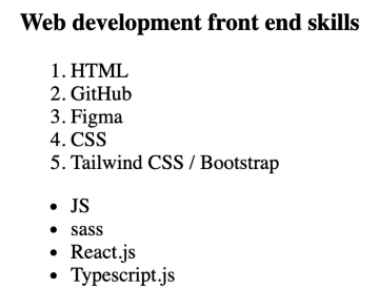 Web development front end skills
1. HTML
2. GitHub
3. Figma
4. CSS
5. Tailwind CSS / Bootstrap
• JS
• sass
• React.js
• Typescript.js